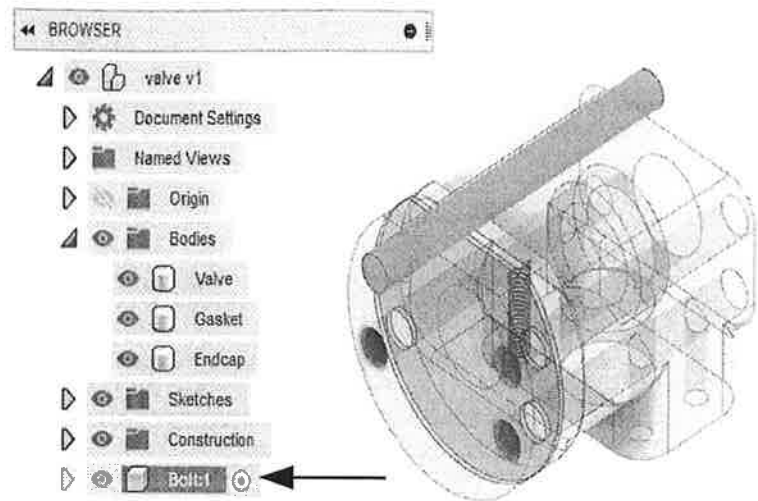 BROWSER
valve v1
Document Settings
Named Views
Origin
Bodies
Valve
Gasket
Endcap
Sketches
Construction
Bolt:1